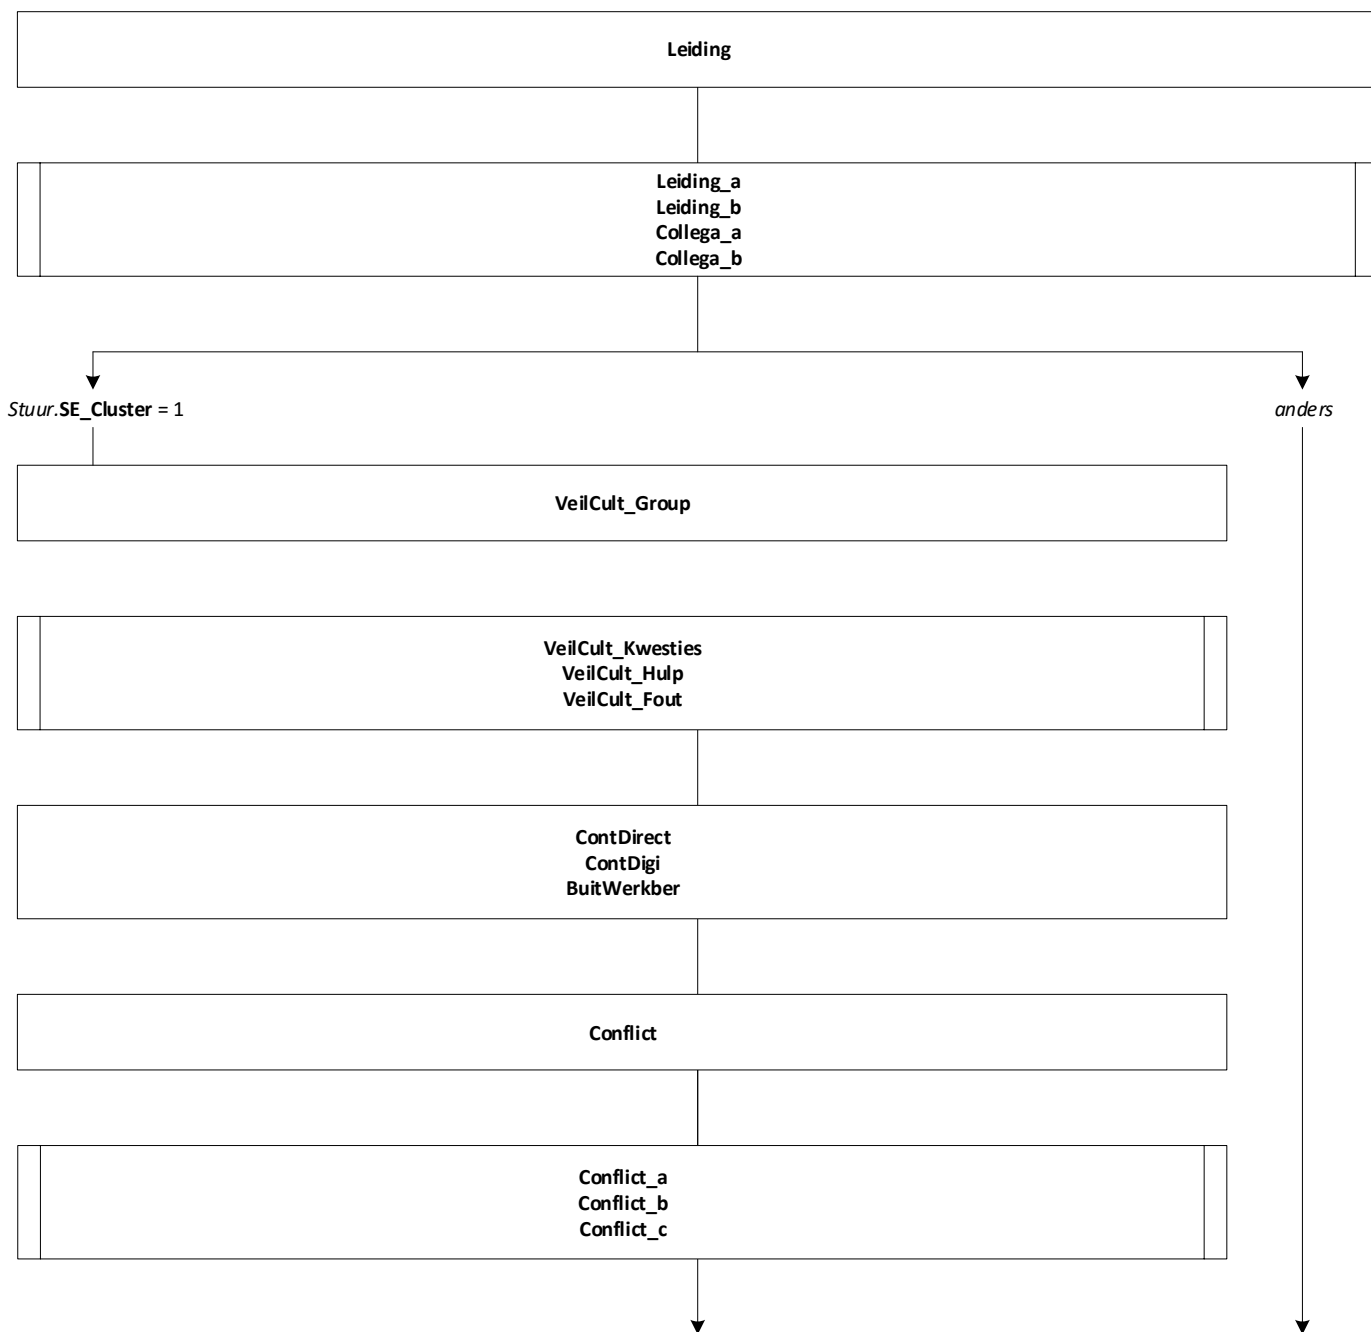 Leiding
Leiding_a
Leiding_b
Collega_a
Collega_b
Stuur.SE_Cluster = 1
anders
VeilCult_Group
VeilCult_Kwesties
VeilCult_Hulp
VeilCult_Fout
ContDirect
ContDigi
BuitWerkber
Conflict
Conflict_a
Conflict_b
Conflict_c